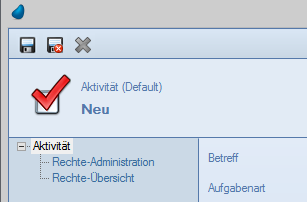 Aktivität (Default)
Neu
Aktivität
Rechte-Administration
Rechte-Übersicht
Betreff
Aufgabenart